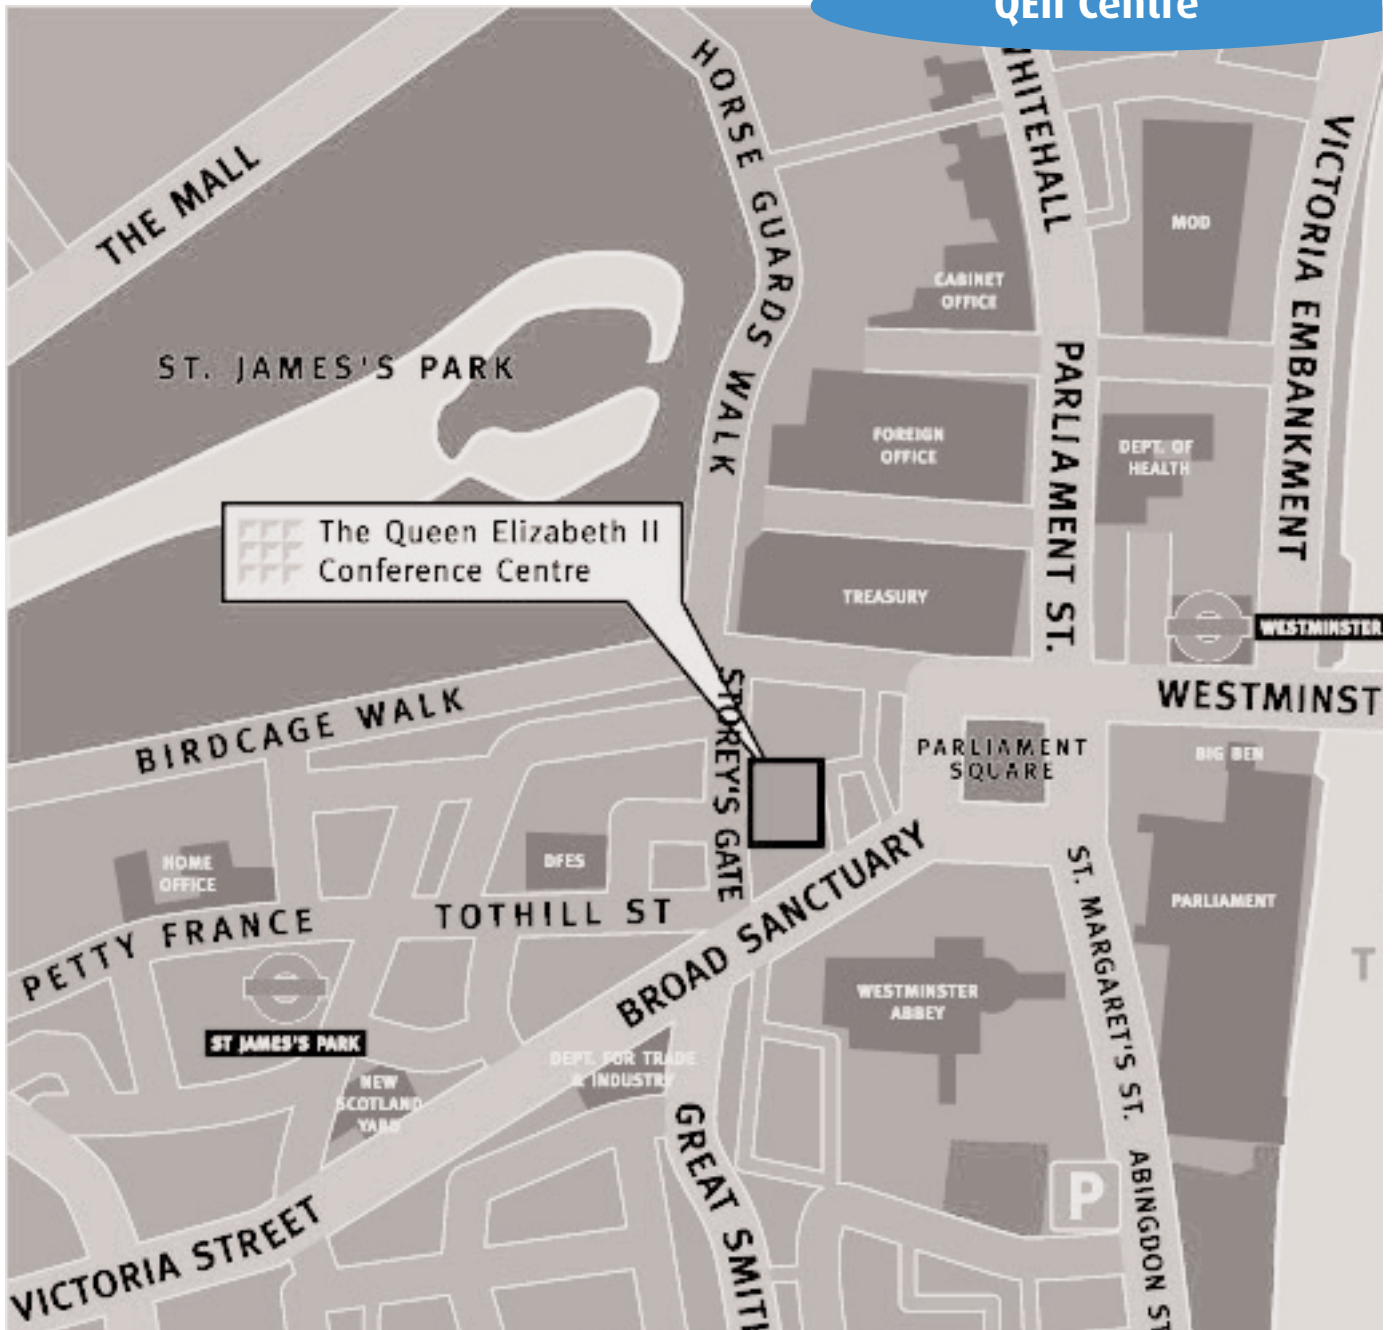 QEII Centre
HORSE GUARDS WALK
WHITEHALL
VICTORIA EMBANKMENT
THE MALL
MOD
CABINET
OFFICE
ST. JAMES'S PARK
PARLIAMENT ST.
FOREIGN
OFFICE
DEPT. OF
HEALTH
The Queen Elizabeth II
Conference Centre
TREASURY
WESTMINSTER
STOREY'S GATE
WESTMINST
BIRDCAGE WALK
PARLIAMENT
SQUARE
BIG BEN
HOME
OFFICE
DFES
BROAD SANCTUARY
ST. MARGARET'S ST.
PARLIAMENT
TOTHILL ST
PETTY FRANCE
T
WESTMINSTER
ABBEY
ST JAMES'S PARK
DEPT. FOR TRADE
& INDUSTRY
NEW
SCOTLAND
YARD
GREAT SMITH
P
ABINGDON ST
VICTORIA STREET